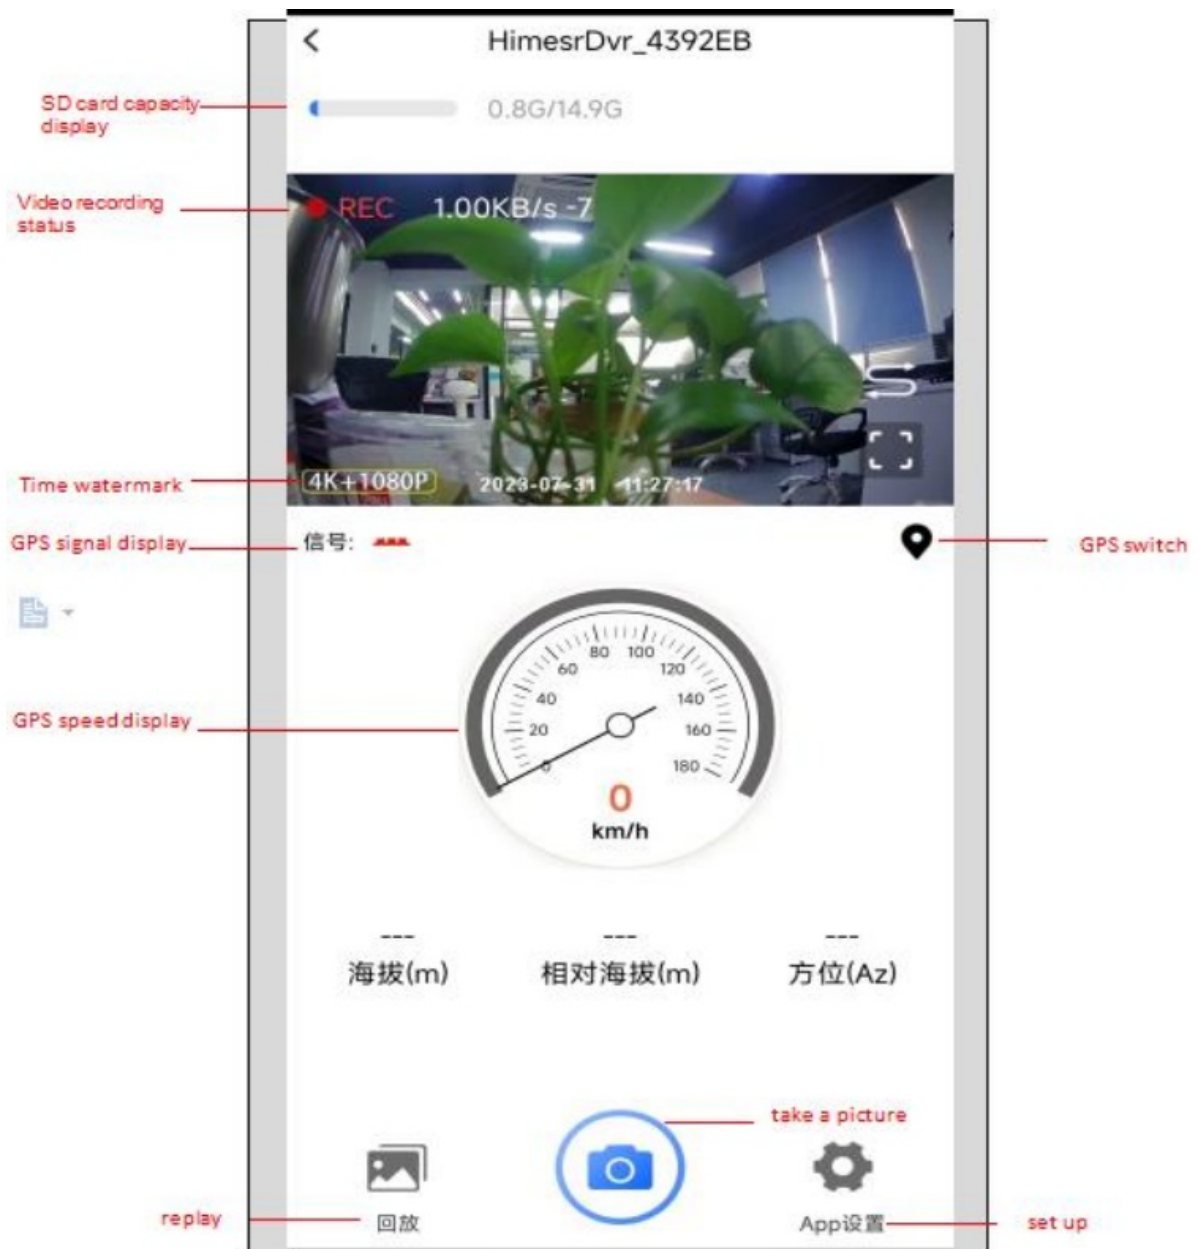 HimesrDvr_4392EB
SD card capacity
display
0.8G/14.9G
Video recording
status
REC
1.00KB/s -7
Time watermark
4K+1080P
2023-07-31 11:27:17
GPS signal display
信号:
GPS switch
80 100
60 120
40 140
GPS speed display
20 160
0 180
0
km/h
--- --- ---
海拔(m) 相对海拔(m) 方位(Az)
take a picture
replay
回放
App设置
set up